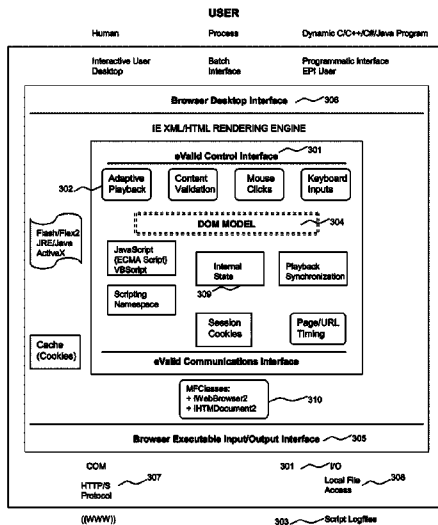 USER
Human Process Dynamic C/C++/C#/Java Program
Interactive User Desktop
Batch Interface
Programmatic Interface EPI User
Browser Desktop Interface 306
IE XML/HTML RENDERING ENGINE
eValid Control Interface 301
302
Adaptive Playback
Content Validation
Mouse Clicks
Keyboard Inputs
DOM MODEL 304
Flash/Flex2
JRE/Java
ActiveX
JavaScript
{ECMA Script}
VBScript
Internal State
309
Playback Synchronization
Scripting Namespace
Session Cookies
Page/URL Timing
Cache (Cookies)
eValid Communications Interface
MFClasses:
+ IWebBrowser2
+ IHTMDocument2
310
Browser Executable Input/Output Interface 305
COM 301 I/O
HTTP/S Protocol 307
Local File Access 308
((WWW)) 303 Script Logfiles